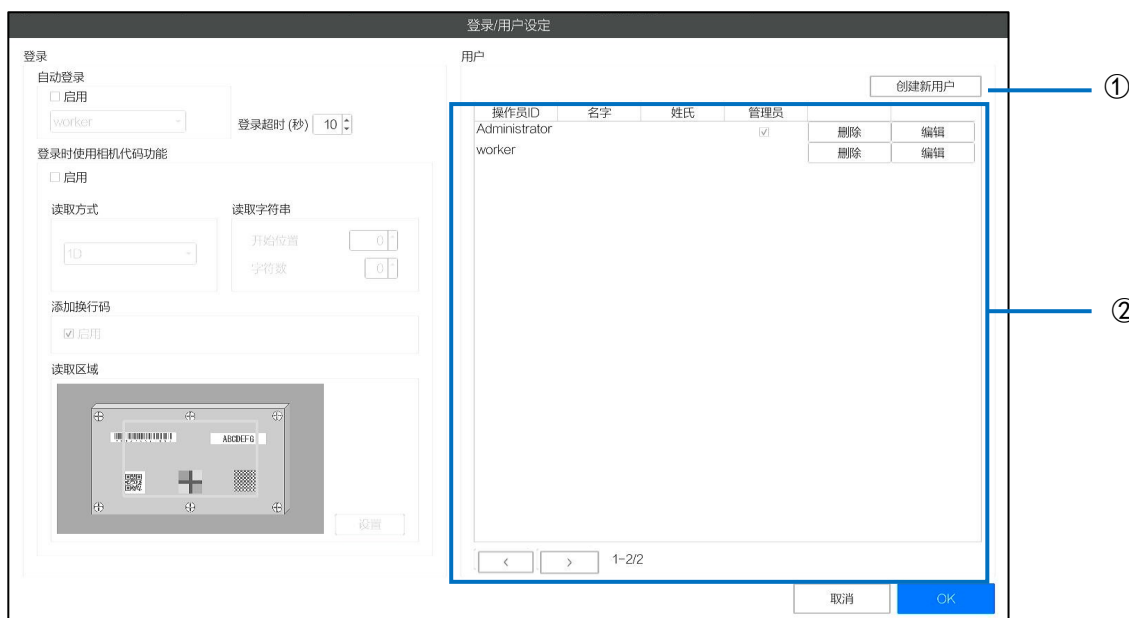 登录/用户设定
登录
自动登录
启用
worker
登录超时 (秒) 10
登录时使用相机代码功能
启用
读取方式
1D
读取字符串
开始位置 0
字符数 0
添加换行码
启用
读取区域
ABCDEFG
设置
用户
创建新用户
①
操作员ID 名字 姓氏 管理员
Administrator 删除 编辑
worker 删除 编辑
②
< > 1-2/2
取消 OK